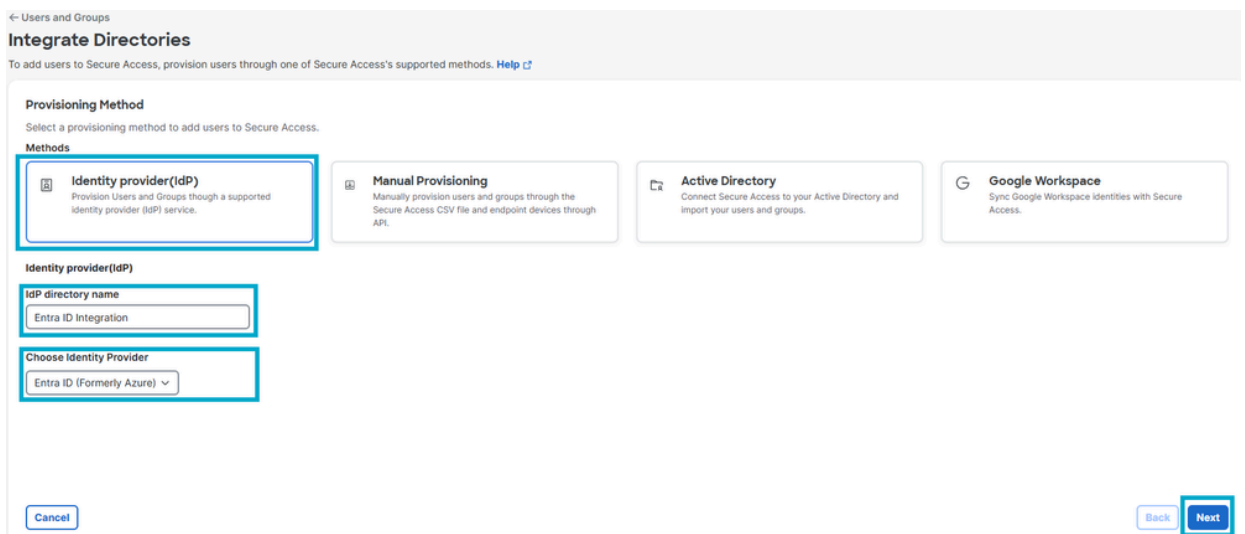 ← Users and Groups
Integrate Directories
To add users to Secure Access, provision users through one of Secure Access's supported methods. Help
Provisioning Method
Select a provisioning method to add users to Secure Access.
Methods
Identity provider(IdP)
Provision Users and Groups though a supported
identity provider (IdP) service.
Manual Provisioning
Manually provision users and groups through the
Secure Access CSV file and endpoint devices through
API.
Active Directory
Connect Secure Access to your Active Directory and
import your users and groups.
Google Workspace
Sync Google Workspace identities with Secure
Access.
Identity provider(IdP)
IdP directory name
Entra ID Integration
Choose Identity Provider
Entra ID (Formerly Azure)
Cancel
Back
Next